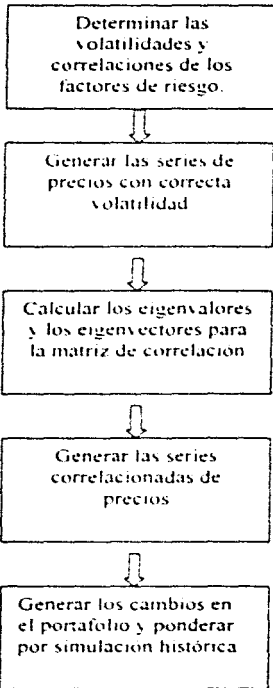 Determinar las
volatilidades y
correlaciones de los
factores de riesgo.
Generar las series de
precios con correcta
volatilidad
Calcular los eigenvalores
y los eigenvectores para
la matriz de correlación
Generar las series
correlacionadas de
precios
Generar los cambios en
el portafolio y ponderar
por simulación histórica